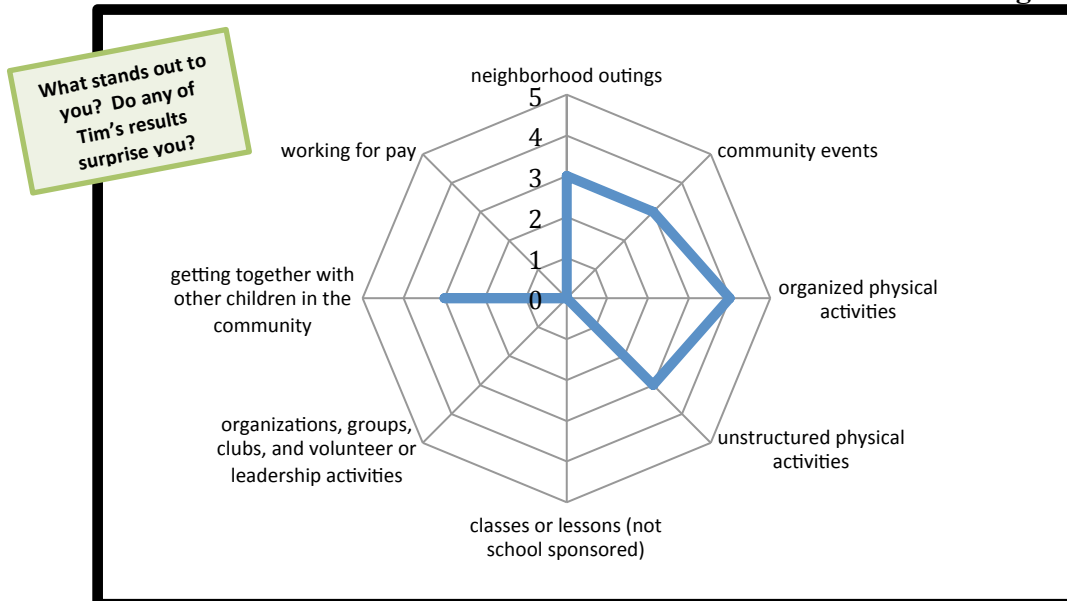 What stands out to
you? Do any of
Tim's results
surprise you?
neighborhood outings
5
4
3
2
1
0
community events
organized physical
activities
unstructured physical
activities
classes or lessons (not
school sponsored)
organizations, groups,
clubs, and volunteer or
leadership activities
getting together with
other children in the
community
working for pay